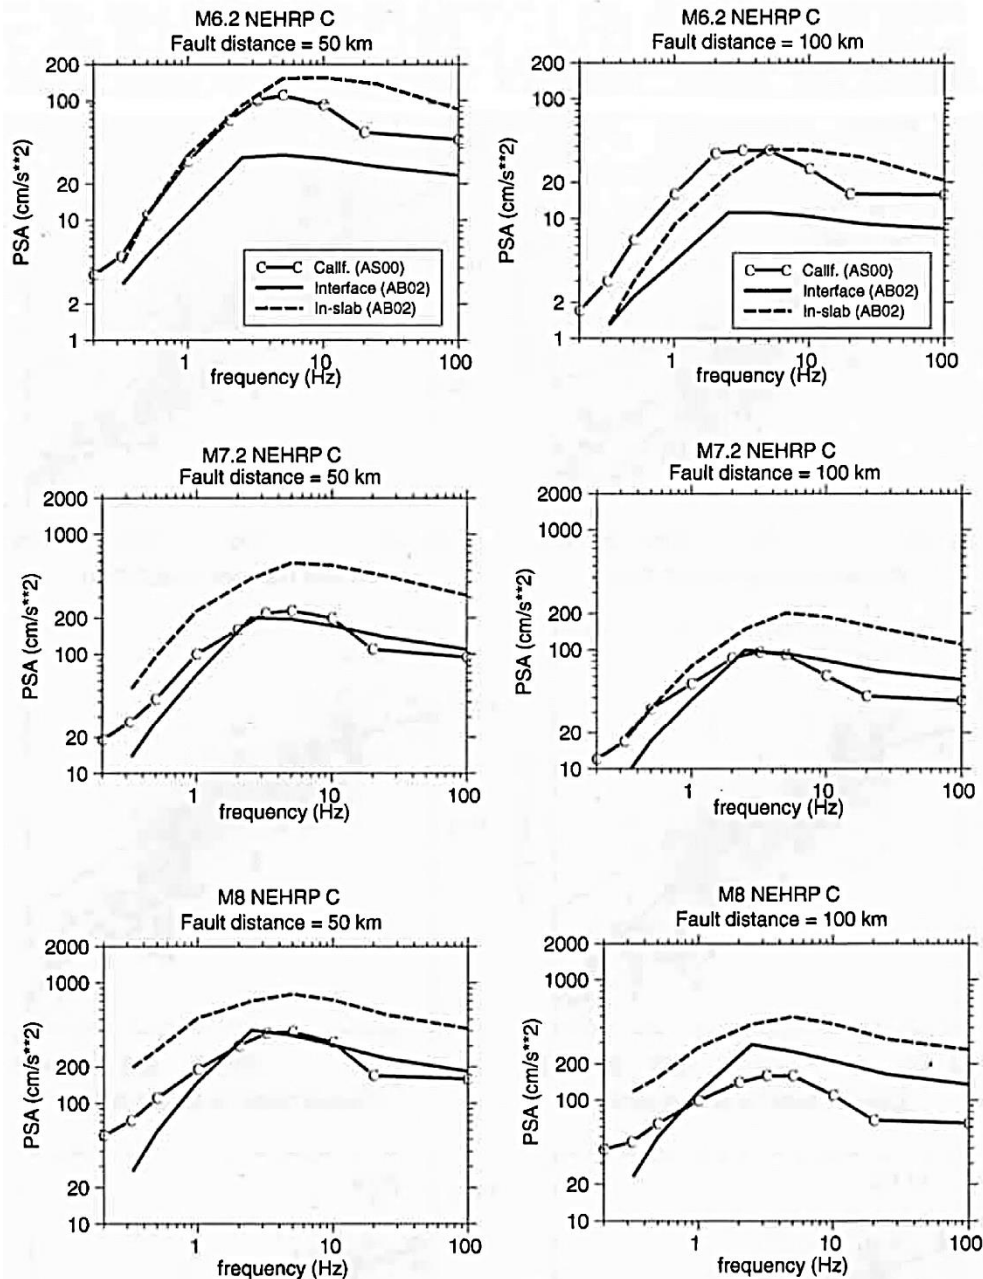 M6.2 NEHRP C
Fault distance = 50 km
200
100
20
10
2
1
PSA (cm/s**2)
C C Calif. (AS00)
Interface (AB02)
In-slab (AB02)
1
10
100
frequency (Hz)
M6.2 NEHRP C
Fault distance = 100 km
200
100
20
10
2
1
PSA (cm/s**2)
C C Calif. (AS00)
Interface (AB02)
In-slab (AB02)
1
10
100
frequency (Hz)
M7.2 NEHRP C
Fault distance = 50 km
2000
1000
200
100
20
10
PSA (cm/s**2)
1
10
100
frequency (Hz)
M7.2 NEHRP C
Fault distance = 100 km
2000
1000
200
100
20
10
PSA (cm/s**2)
1
10
100
frequency (Hz)
M8 NEHRP C
Fault distance = 50 km
2000
1000
200
100
20
10
PSA (cm/s**2)
1
10
100
frequency (Hz)
M8 NEHRP C
Fault distance = 100 km
2000
1000
200
100
20
10
PSA (cm/s**2)
1
10
100
frequency (Hz)